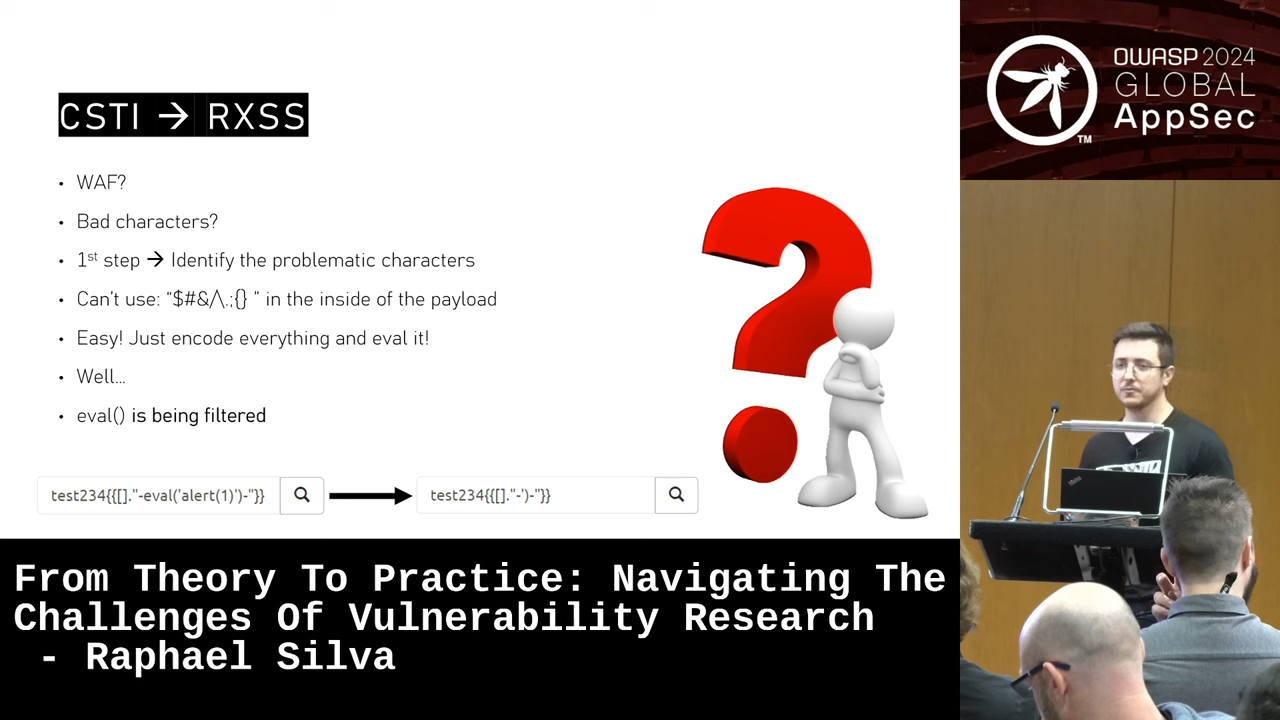 CSTI → RXSS
• WAF?
• Bad characters?
• 1st step → Identify the problematic characters
• Can't use: “$#&/\.;{} ” in the inside of the payload
• Easy! Just encode everything and eval it!
• Well...
• eval() is being filtered
test234{{[]."-eval('alert(1)')-"}}
test234{{[]."-')-"}}
OWASP 2024
GLOBAL
AppSec
TM
From Theory To Practice: Navigating The
Challenges Of Vulnerability Research
- Raphael Silva